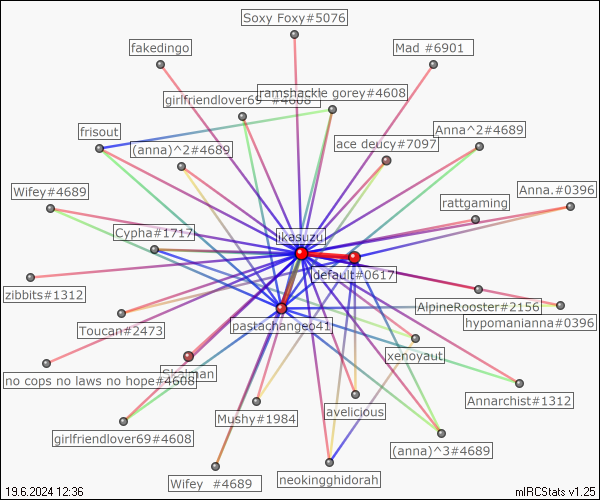 Soxy Foxy#5076
fakedingo
Mad #6901
ramshackle gorey#4608
girlfriendlover69 #4608
frisout
(anna)^2#4689
ace deucy#7097
Anna^2#4689
Wifey#4689
Anna.#0396
rattgaming
Cypha#1717
ikasuzu
default#0617
zibbits#1312
AlpineRooster#2156
hypomanianna#0396
Toucan#2473
pastachangeo41
xenoyaut
no cops no laws no hope#4608
Annarchist#1312
Mushy#1984
avelicious
girlfriendlover69#4608
(anna)^3#4689
Wifey #4689
neokingghidorah
19.6.2024 12:36
mIRCStats v1.25